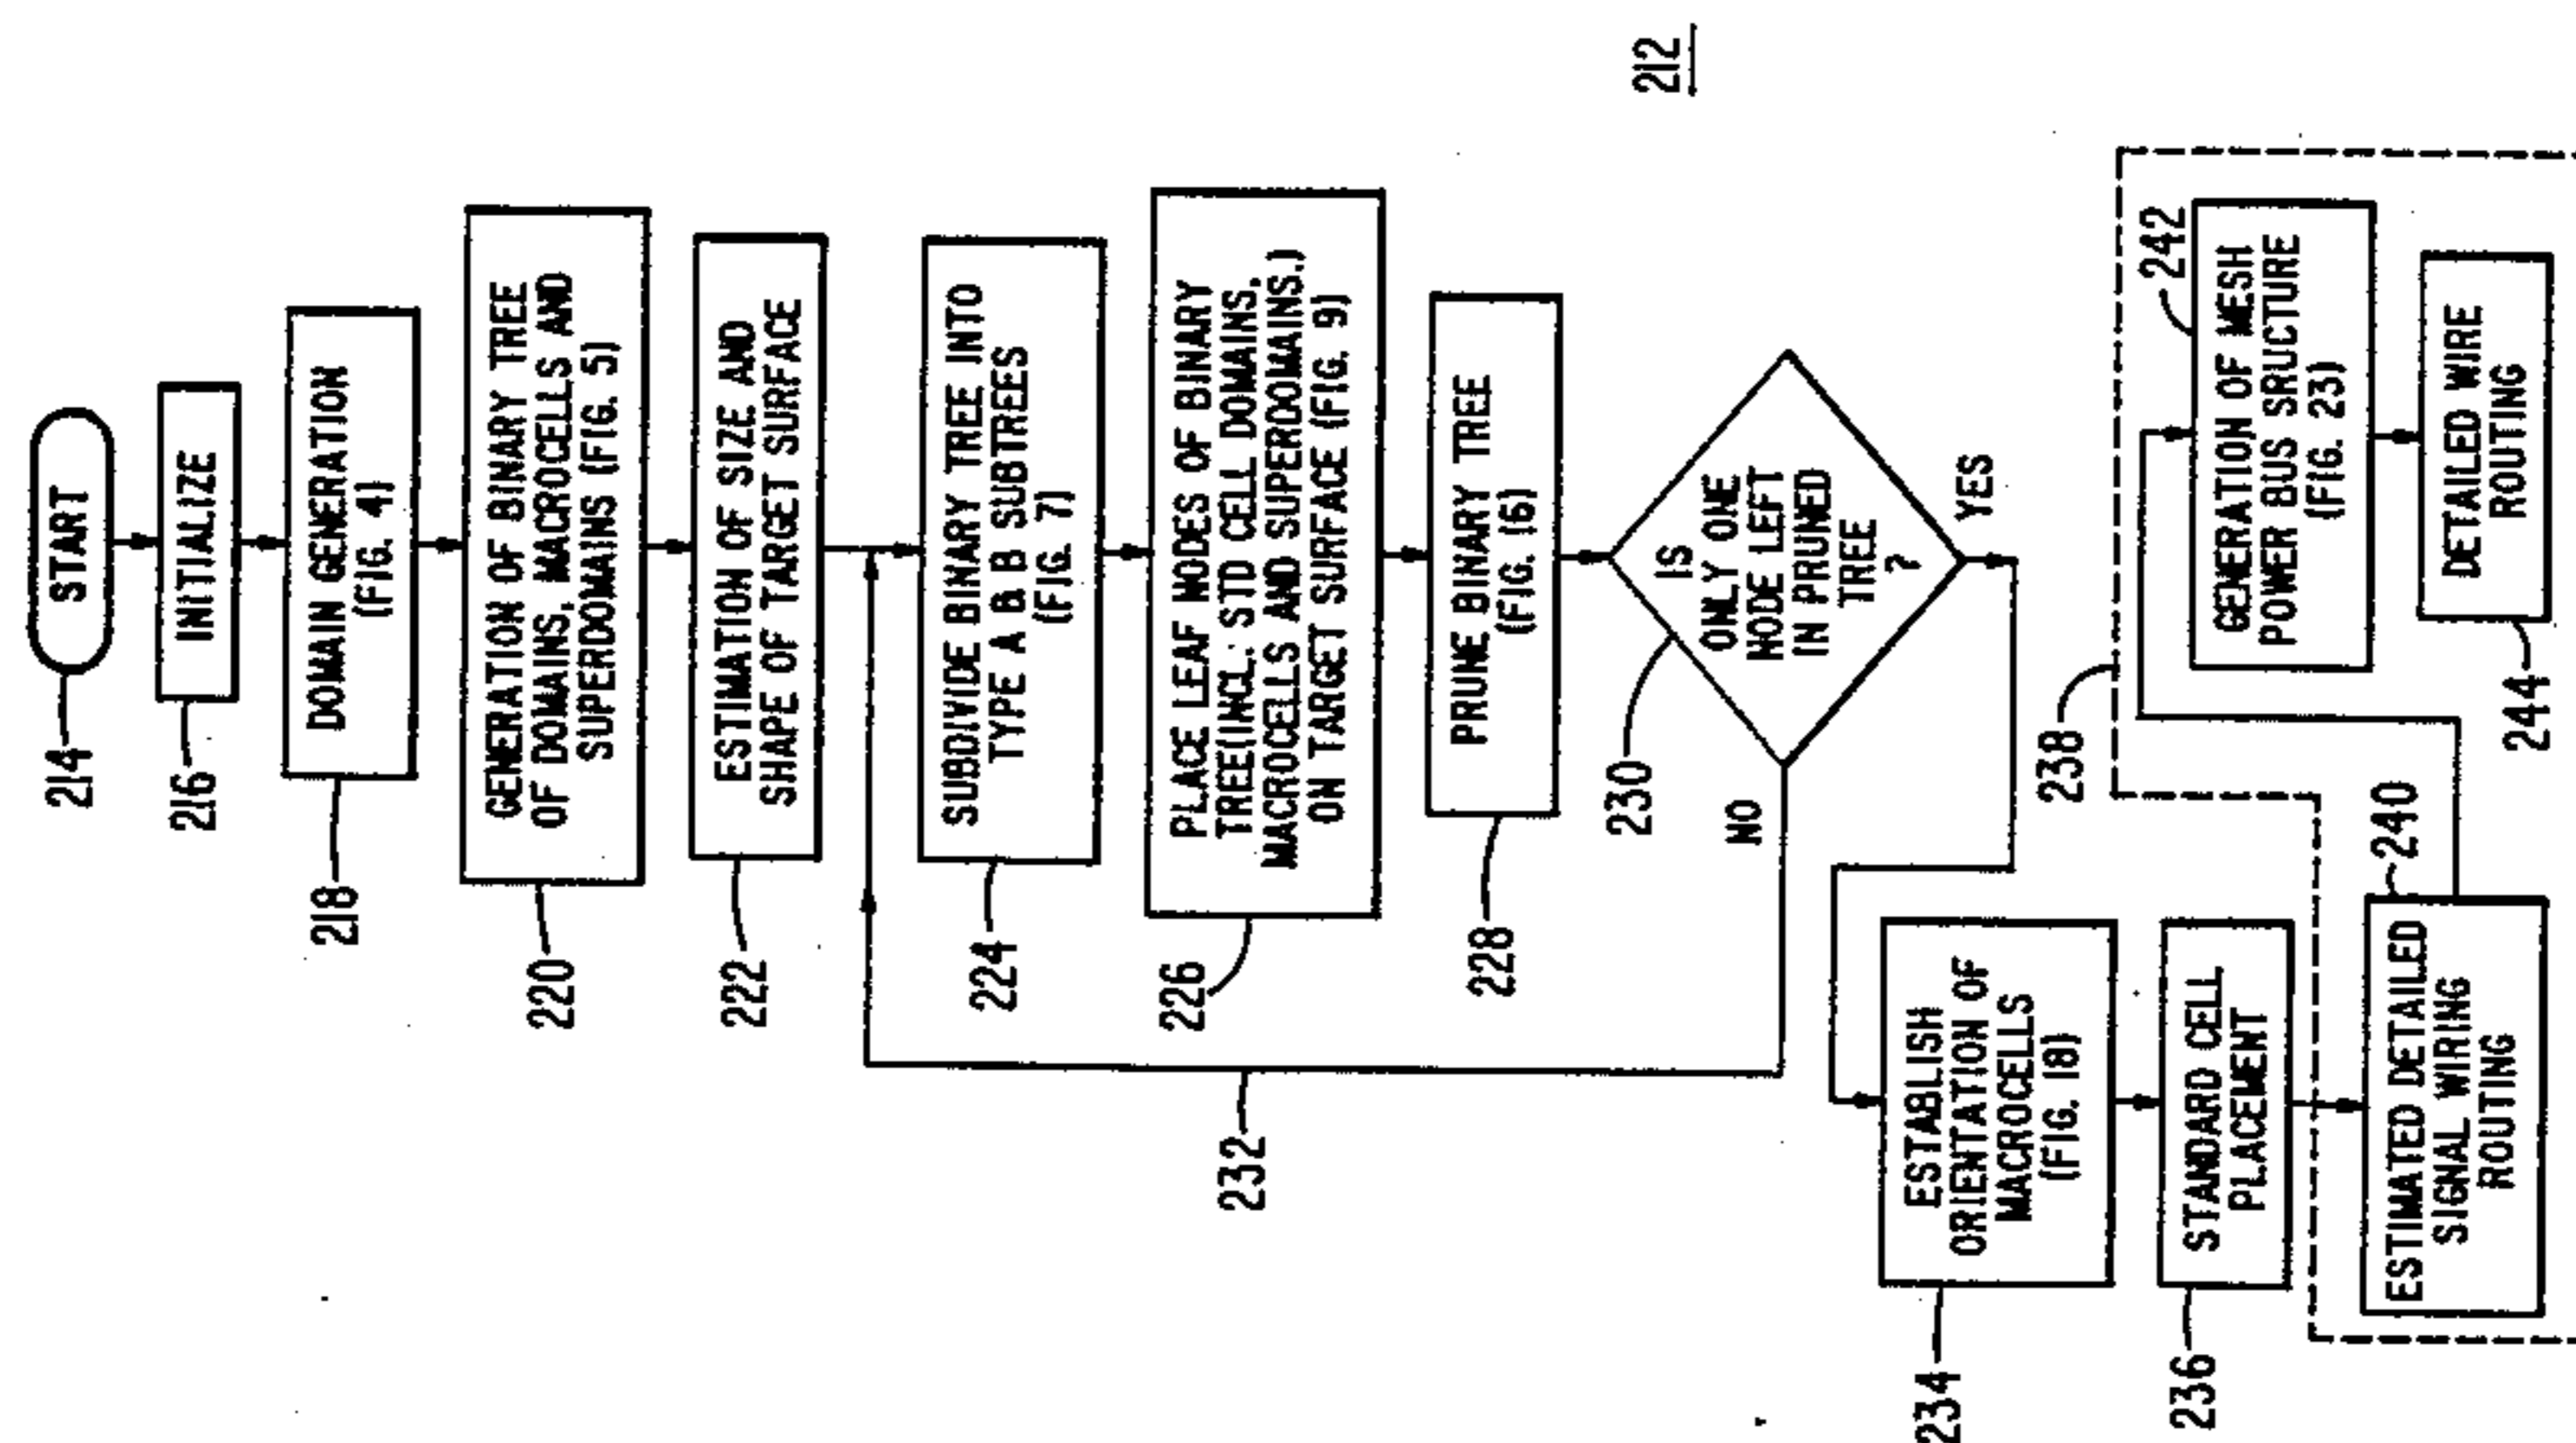 212
START
214
INITIALIZE
216
DOMAIN GENERATION
(FIG. 4)
218
GENERATION OF BINARY TREE
OF DOMAINS, MACROCELLS AND
SUPERDOMAINS (FIG. 5)
220
ESTIMATION OF SIZE AND
SHAPE OF TARGET SURFACE
222
SUBDIVIDE BINARY TREE INTO
TYPE A & B SUBTREES
(FIG. 7)
224
PLACE LEAF NODES OF BINARY
TREE(INCL. STD CELL DOMAINS,
MACROCELLS AND SUPERDOMAINS.)
ON TARGET SURFACE (FIG. 9)
226
PRUNE BINARY TREE
(FIG. 16)
228
IS
ONLY ONE
NODE LEFT
IN PRUNED
TREE
?
230
YES
NO
232
ESTABLISH
ORIENTATION OF
MACROCELLS
(FIG. 18)
234
STANDARD CELL
PLACEMENT
236
238
ESTIMATED DETAILED
SIGNAL WIRING
ROUTING
240
GENERATION OF MESH
POWER BUS SRUCTURE
(FIG. 23)
242
DETAILED WIRE
ROUTING
244